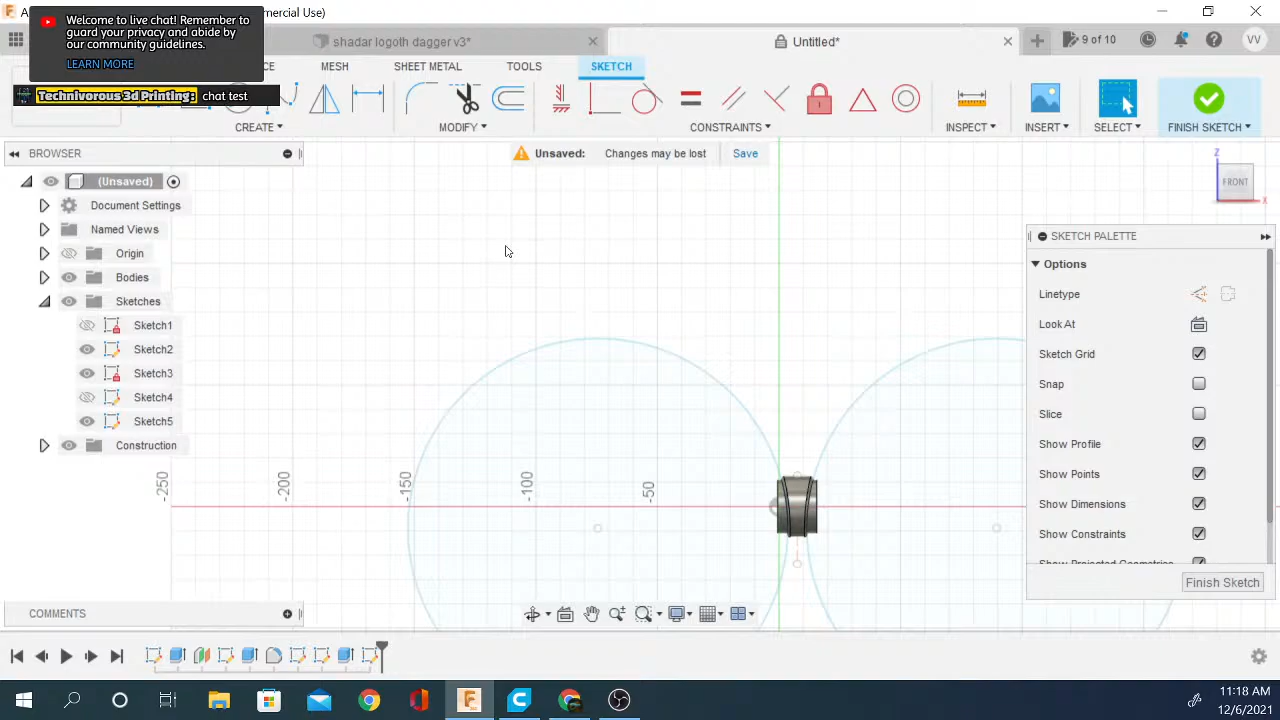 A
ercial Use)
Welcome to live chat! Remember to
guard your privacy and abide by
our community guidelines.
LEARN MORE
Technivorous 3d Printing: chat test
shadar logoth dagger v3*
Untitled*
9 of 10
VV
CE
MESH
SHEET METAL
TOOLS
SKETCH
CREATE
MODIFY
CONSTRAINTS
INSPECT
INSERT
SELECT
FINISH SKETCH
BROWSER
Unsaved: Changes may be lost Save
(Unsaved)
Document Settings
Named Views
Origin
Bodies
Sketches
Sketch1
Sketch2
Sketch3
Sketch4
Sketch5
Construction
-250
-200
-150
-100
-50
Z
FRONT
X
SKETCH PALETTE
Options
Linetype
Look At
Sketch Grid
Snap
Slice
Show Profile
Show Points
Show Dimensions
Show Constraints
Show Projected Geometries
Finish Sketch
COMMENTS
11:18 AM
12/6/2021